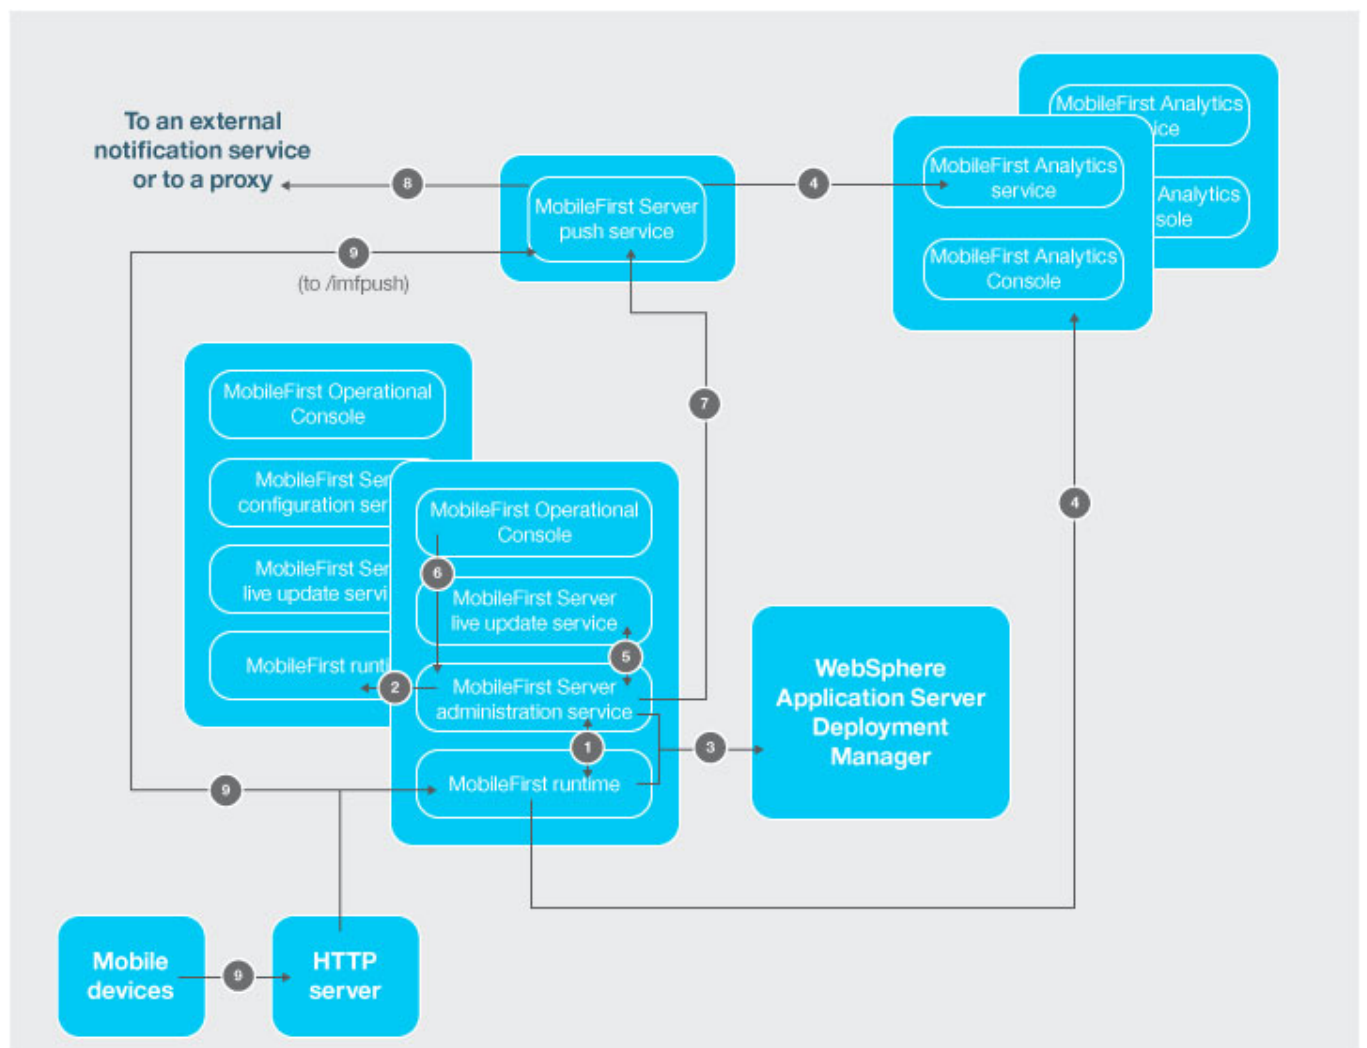 To an external
notification service
or to a proxy
8
MobileFirst Server
push service
4
MobileFirst Analytics
MobileFirst Analytics
service
Analytics
MobileFirst Analytics
Console
9
(to /imfpush)
MobileFirst Operational
Console
MobileFirst Ser
configuration ser
MobileFirst Ser
live update servi
MobileFirst runti
7
4
MobileFirst Operational
Console
6
MobileFirst Server
live update service
5
2
MobileFirst Server
administration service
1
3
MobileFirst runtime
WebSphere
Application Server
Deployment
Manager
9
Mobile
devices
9
HTTP
server